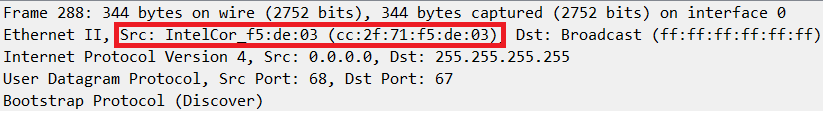 Frame 288: 344 bytes on wire (2752 bits), 344 bytes captured (2752 bits) on interface 0
Ethernet II, Src: IntelCor_f5:de:03 (cc:2f:71:f5:de:03), Dst: Broadcast (ff:ff:ff:ff:ff:ff)
Internet Protocol Version 4, Src: 0.0.0.0, Dst: 255.255.255.255
User Datagram Protocol, Src Port: 68, Dst Port: 67
Bootstrap Protocol (Discover)